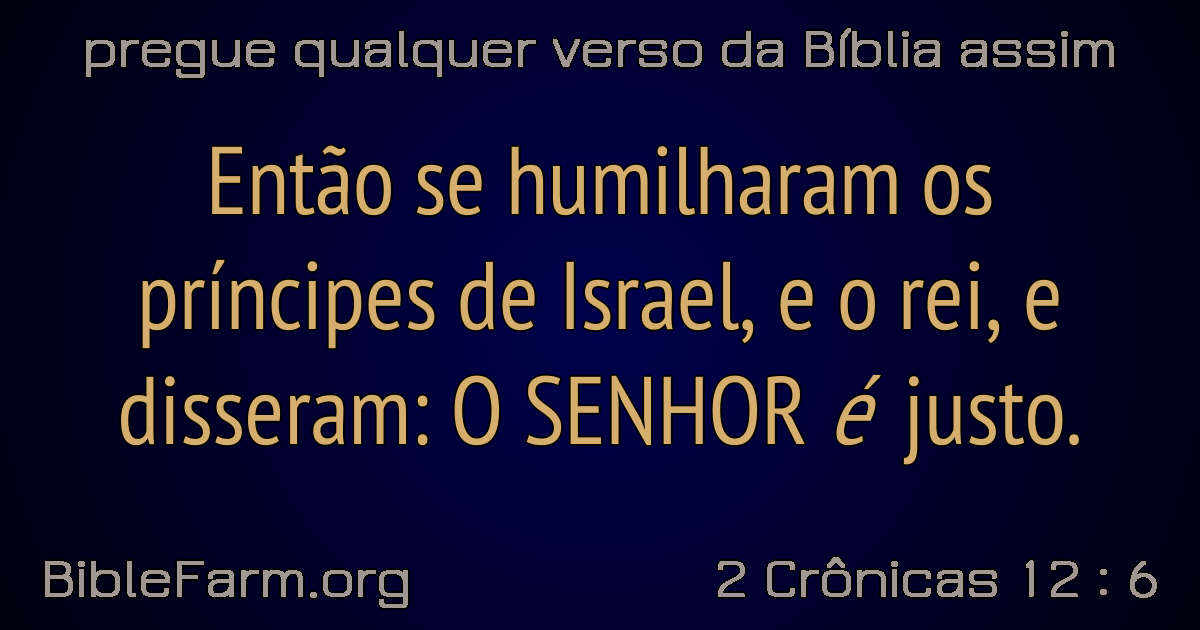 pregue qualquer verso da Bíblia assim
Então se humilharam os
príncipes de Israel, e o rei, e
disseram: O SENHOR é justo.
BibleFarm.org
2 Crônicas 12 : 6